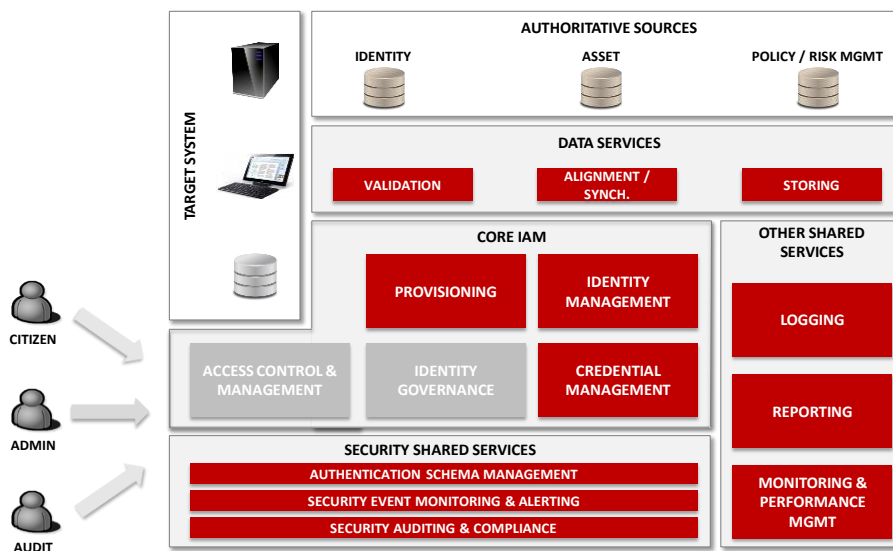 AUTHORITATIVE SOURCES
IDENTITY
ASSET
POLICY / RISK MGMT
TARGET SYSTEM
DATA SERVICES
VALIDATION
ALIGNMENT /
SYNCH.
STORING
CORE IAM
PROVISIONING
IDENTITY
MANAGEMENT
ACCESS CONTROL &
MANAGEMENT
IDENTITY
GOVERNANCE
CREDENTIAL
MANAGEMENT
OTHER SHARED
SERVICES
LOGGING
REPORTING
MONITORING &
PERFORMANCE
MGMT
CITIZEN
ADMIN
AUDIT
SECURITY SHARED SERVICES
AUTHENTICATION SCHEMA MANAGEMENT
SECURITY EVENT MONITORING & ALERTING
SECURITY AUDITING & COMPLIANCE